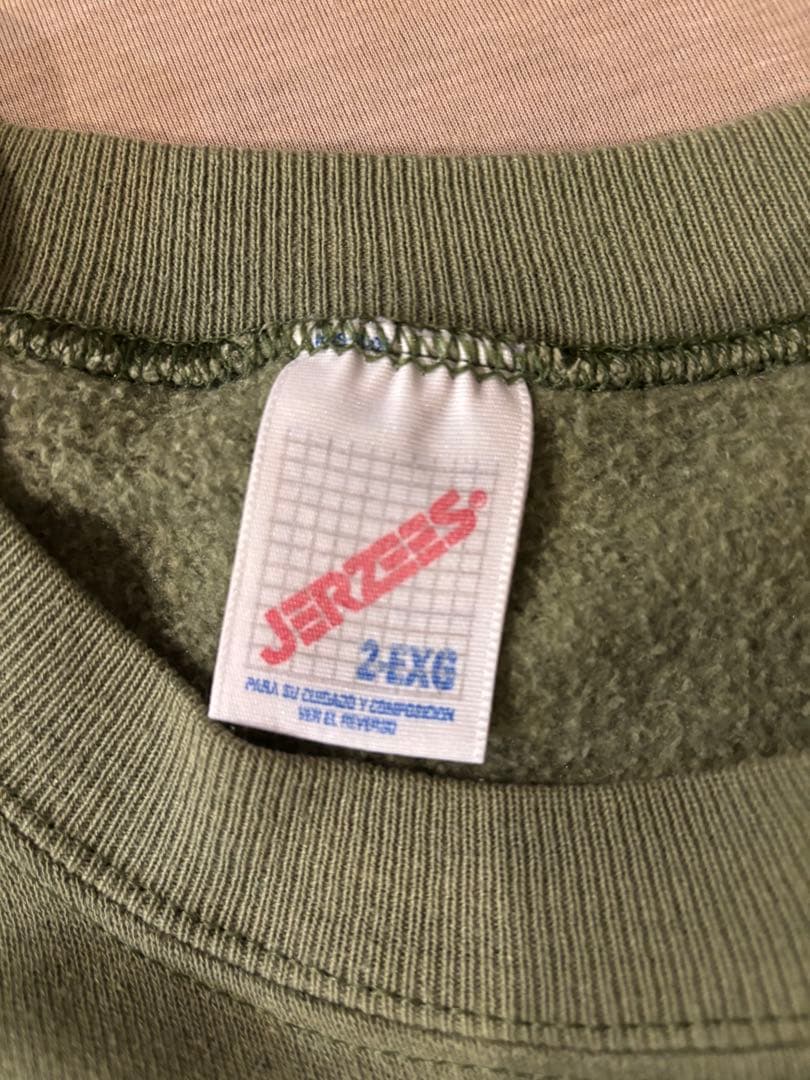 JERZEES®
2-EXG
PARA SU CUIDADO Y COMPOSICION
VER EL REVERSO